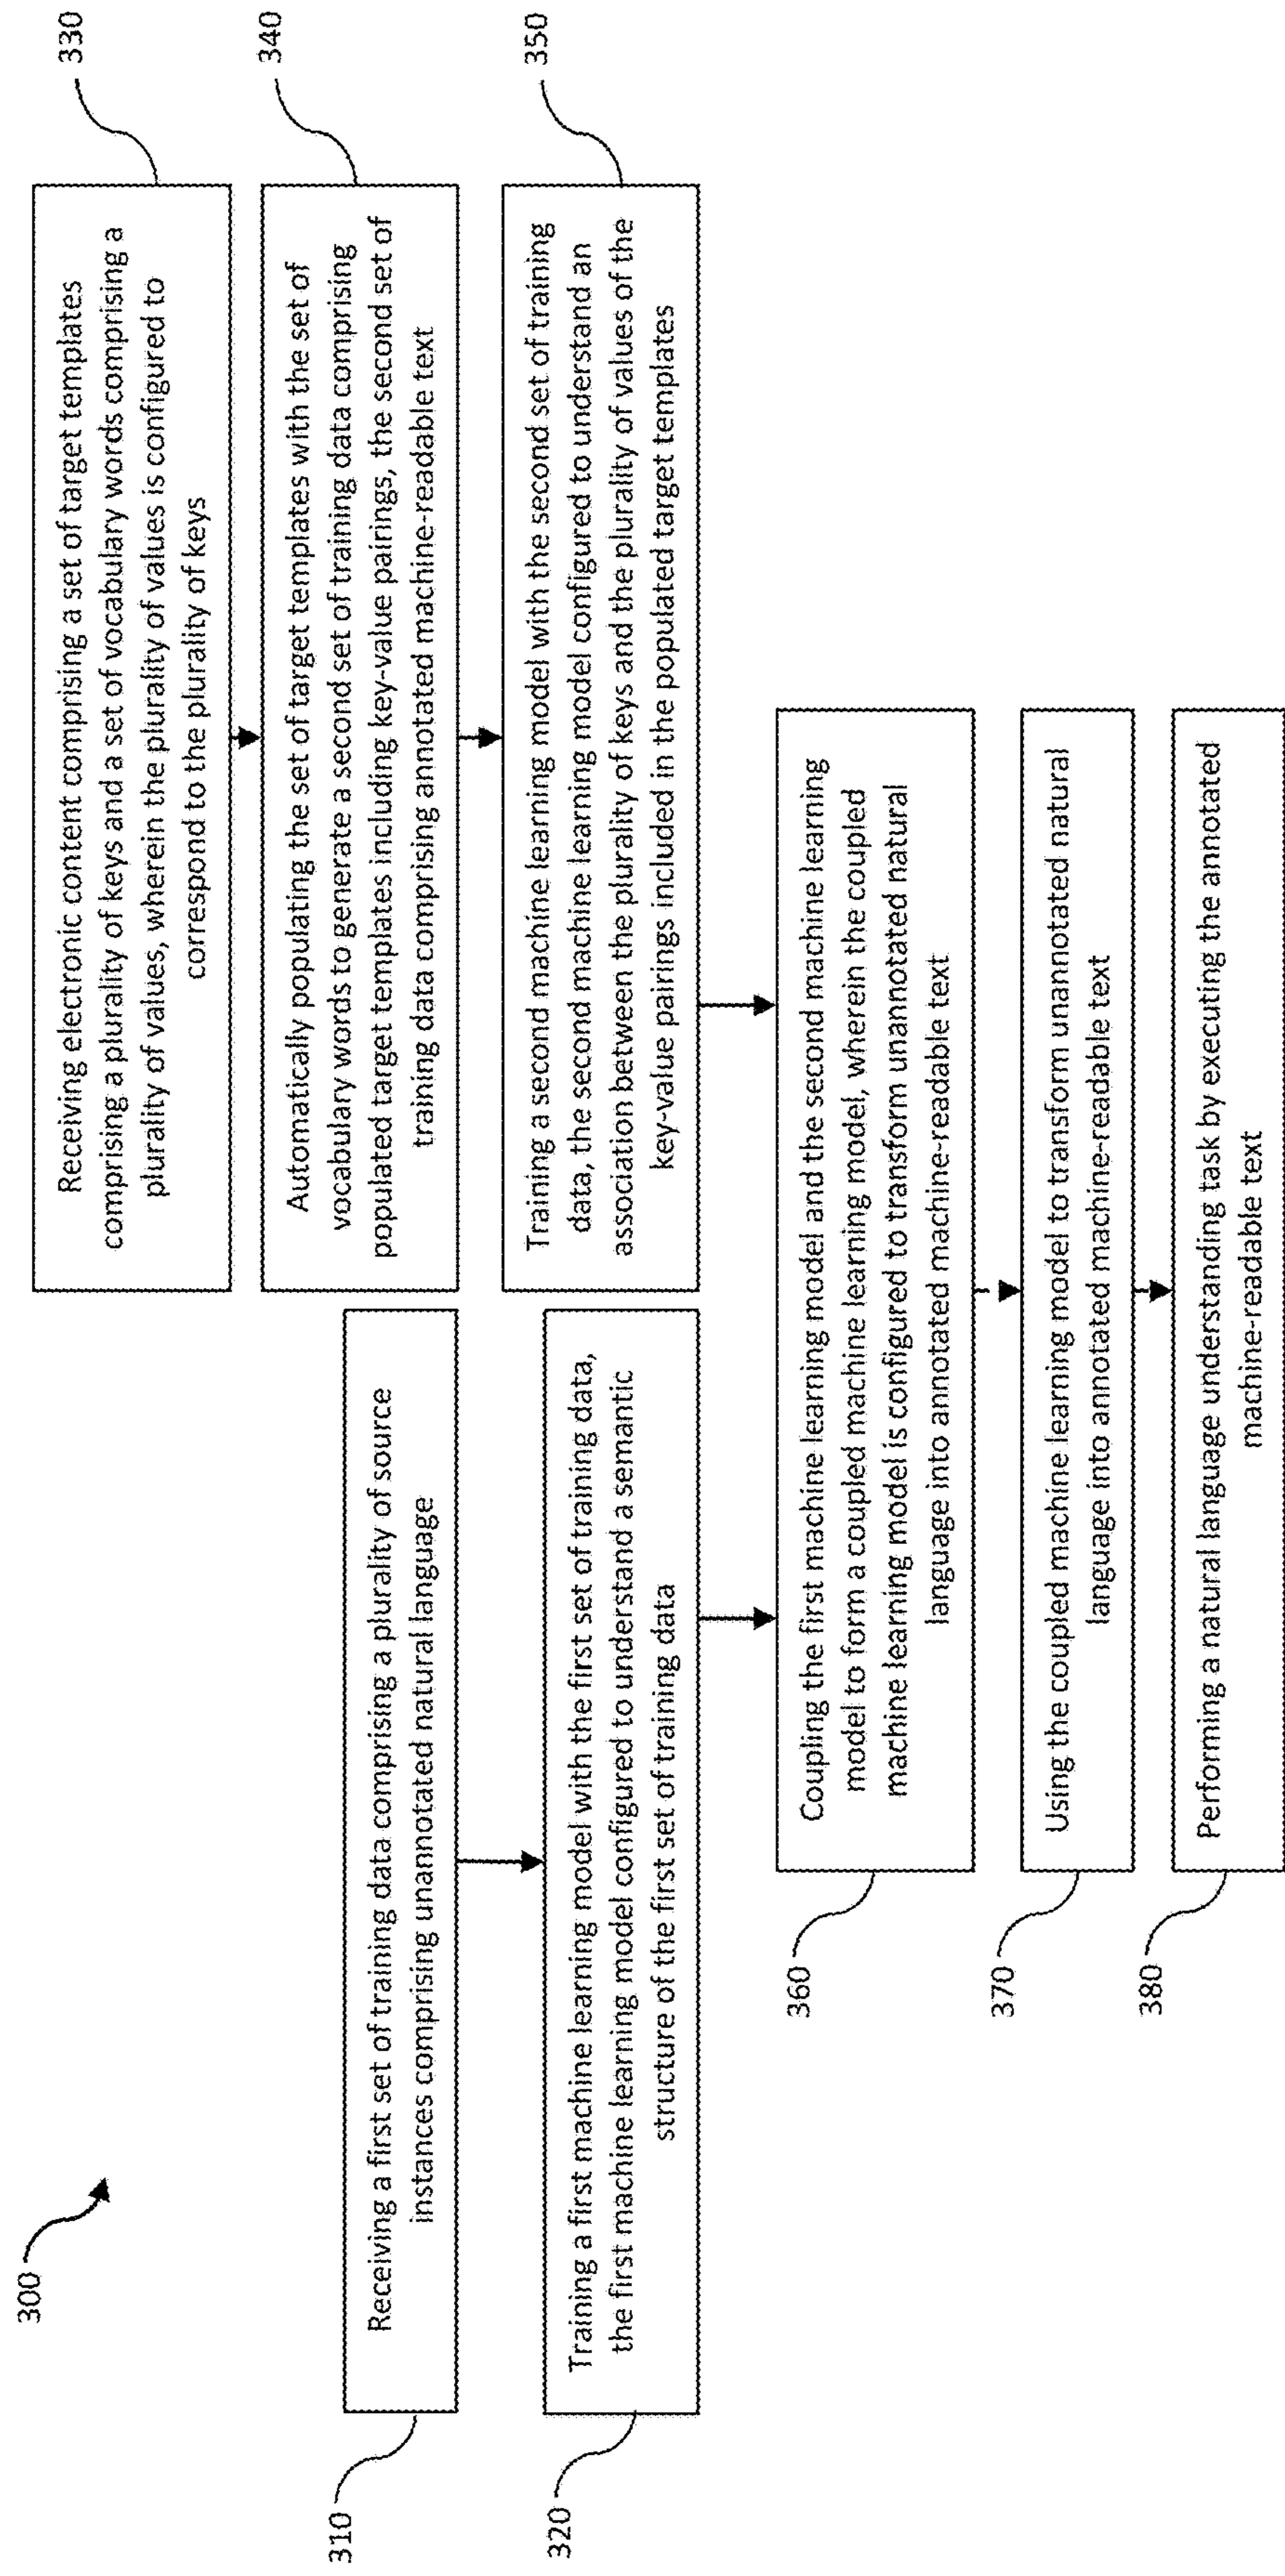 300
310
Receiving a first set of training data comprising a plurality of source
instances comprising unannotated natural language
320
Training a first machine learning model with the first set of training data,
the first machine learning model configured to understand a semantic
structure of the first set of training data
330
Receiving electronic content comprising a set of target templates
comprising a plurality of keys and a set of vocabulary words comprising a
plurality of values, wherein the plurality of values is configured to
correspond to the plurality of keys
340
Automatically populating the set of target templates with the set of
vocabulary words to generate a second set of training data comprising
populated target templates including key-value pairings, the second set of
training data comprising annotated machine-readable text
350
Training a second machine learning model with the second set of training
data, the second machine learning model configured to understand an
association between the plurality of keys and the plurality of values of the
key-value pairings included in the populated target templates
360
Coupling the first machine learning model and the second machine learning
model to form a coupled machine learning model, wherein the coupled
machine learning model is configured to transform unannotated natural
language into annotated machine-readable text
370
Using the coupled machine learning model to transform unannotated natural
language into annotated machine-readable text
380
Performing a natural language understanding task by executing the annotated
machine-readable text